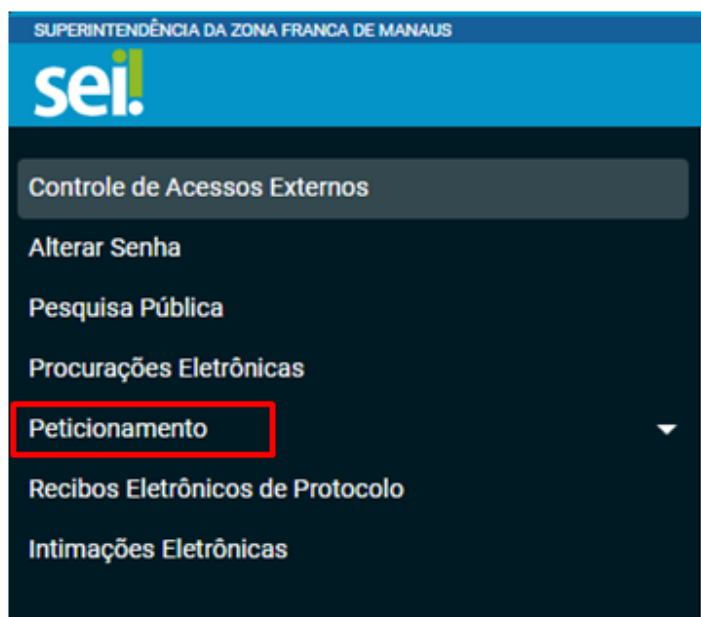 SUPERINTENDÊNCIA DA ZONA FRANCA DE MANAUS
sei!
Controle de Acessos Externos
Alterar Senha
Pesquisa Pública
Procurações Eletrônicas
Peticionamento
Recibos Eletrônicos de Protocolo
Intimações Eletrônicas